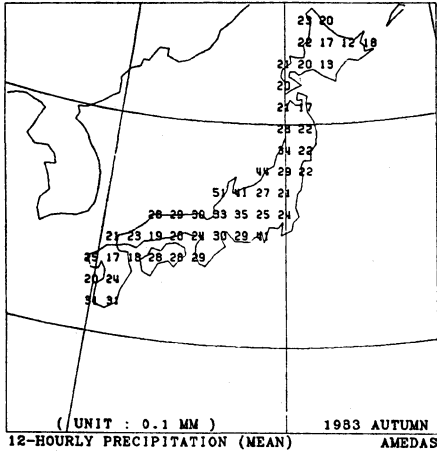 23 20
22 17 12 18
21 20 13
20
21 17
28 22
34 22
44 29 22
51 41 27 21
28 29 30 33 35 25 24
21 23 19 20 24 30 29 41
25 17 18 28 28 29
20 24
31 31
( UNIT : 0.1 MM ) 1983 AUTUMN
12-HOURLY PRECIPITATION (MEAN) AMEDAS